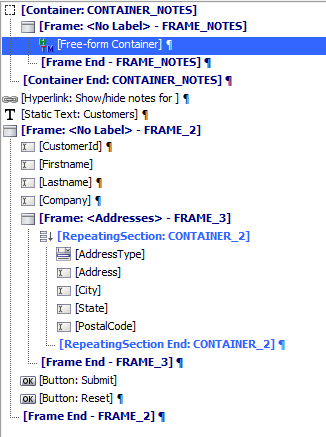 [Container: CONTAINER_NOTES]
[Frame: <No Label> - FRAME_NOTES]
[Free-form Container] ¶
[Frame End - FRAME_NOTES] ¶
[Container End: CONTAINER_NOTES] ¶
[Hyperlink: Show/hide notes for ] ¶
T [Static Text: Customers] ¶
[Frame: <No Label> - FRAME_2]
[CustomerId] ¶
[Firstname]
[Lastname] ¶
[Company] ¶
[Frame: <Addresses> - FRAME_3]
[RepeatingSection: CONTAINER_2]
[AddressType]
[Address] ¶
[City] ¶
[State] ¶
[PostalCode] ¶
[RepeatingSection End: CONTAINER_2] ¶
[Frame End - FRAME_3] ¶
OK [Button: Submit]
OK [Button: Reset] ¶
[Frame End - FRAME_2] ¶